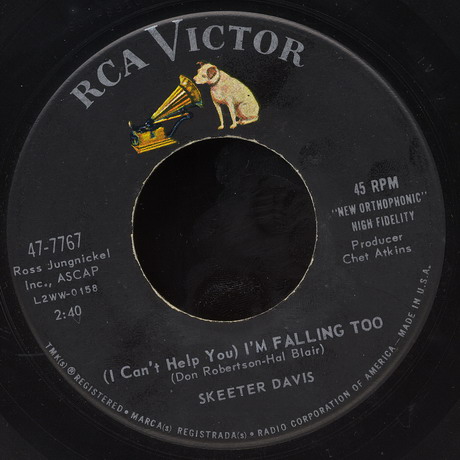 RCA VICTOR
47-7767
Ross Jungnickel
Inc., ASCAP
L2WW-0158
2:40
45 RPM
"NEW ORTHOPHONIC"
HIGH FIDELITY
Producer
Chet Atkins
(I Can't Help You) I'M FALLING TOO
(Don Robertson-Hal Blair)
SKEETER DAVIS
TMK(s) ® REGISTERED • MARCA(s) REGISTRADA(s) • RADIO CORPORATION OF AMERICA — MADE IN U.S.A.